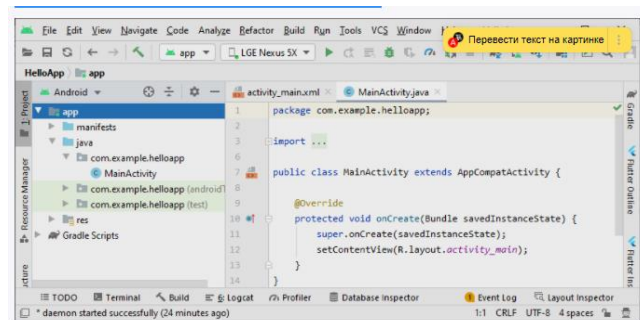 File Edit View Navigate Code Analyze Refactor Build Run Tools VCS Window
Перевести текст на картинке
app LGE Nexus 5X
HelloApp app
Android
activity_main.xml MainActivity.java
1: Project
Resource Manager
Gradle
Flutter Outline
app
manifests
java
com.example.helloapp
MainActivity
com.example.helloapp
com.example.helloapp (test)
res
Gradle Scripts
1 package com.example.helloapp;
2
3 import ...
6
7 public class MainActivity extends AppCompatActivity {
8
9 @Override
10 protected void onCreate(Bundle savedInstanceState) {
11 super.onCreate(savedInstanceState);
12 setContentView(R.layout.activity_main);
13 }
14 }
TODO Terminal Build 6: Logcat Profiler Database Inspector Event Log Layout Inspector
* daemon started successfully (24 minutes ago) 1:1 CRLF UTF-8 4 spaces